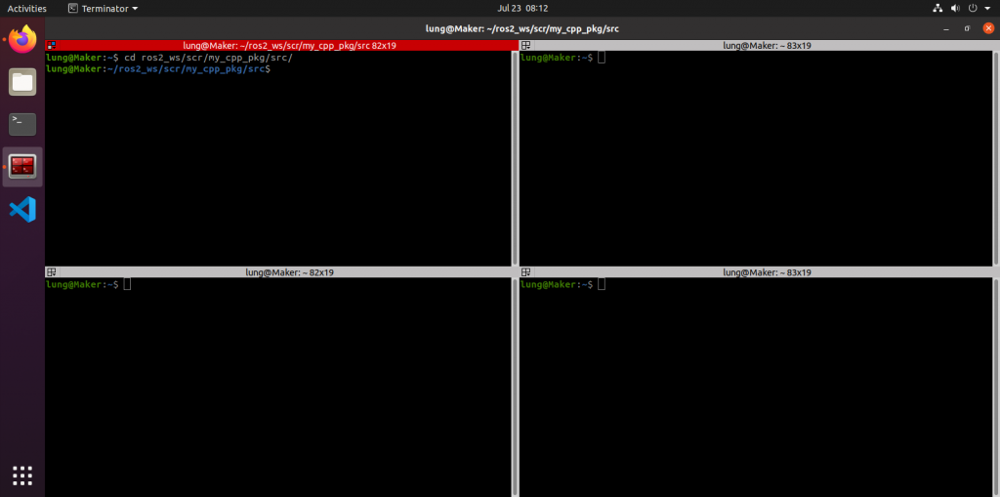 Activities
Terminator
Jul 23 08:12
lung@Maker: ~/ros2_ws/scr/my_cpp_pkg/src
lung@Maker: ~/ros2_ws/scr/my_cpp_pkg/src 82x19
lung@Maker:~$ cd ros2_ws/scr/my_cpp_pkg/src/
lung@Maker:~/ros2_ws/scr/my_cpp_pkg/src$
lung@Maker: ~ 83x19
lung@Maker:~$
lung@Maker: ~ 82x19
lung@Maker:~$
lung@Maker: ~ 83x19
lung@Maker:~$